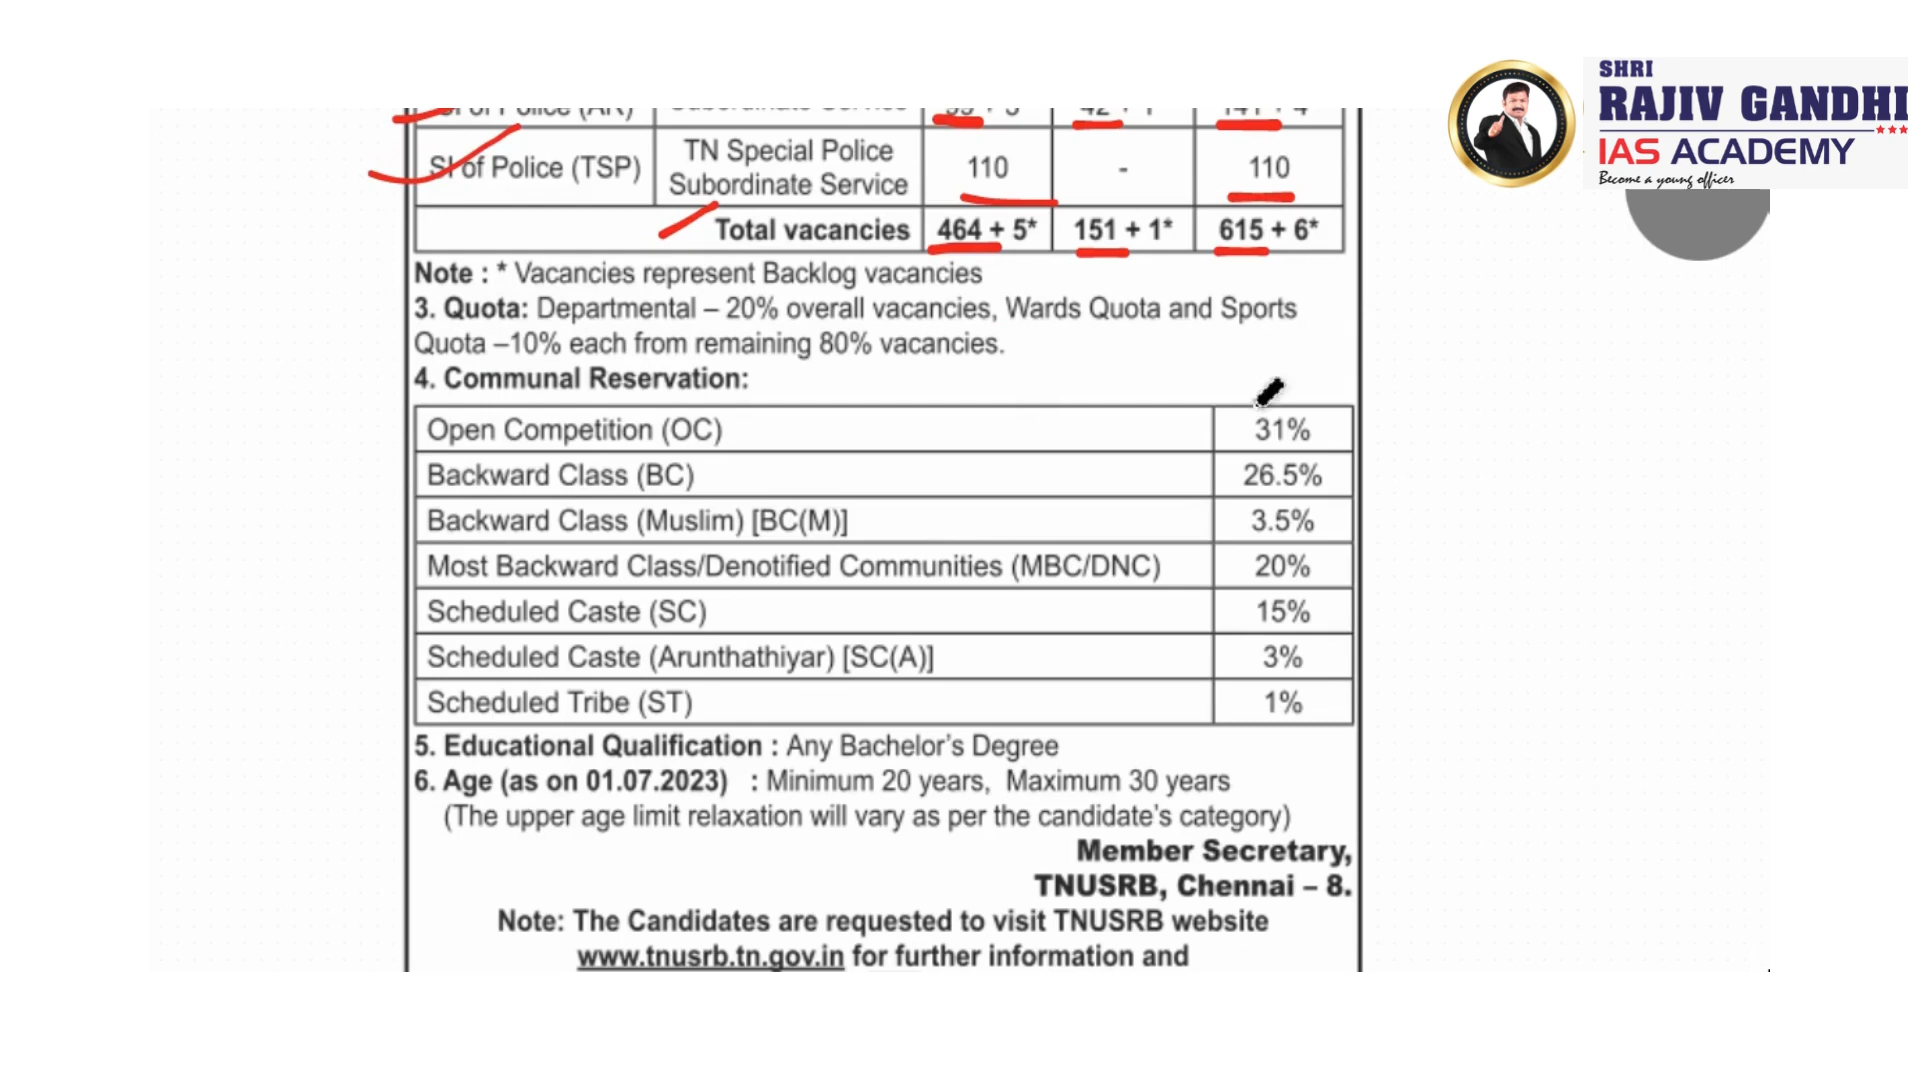 SHRI
RAJIV GANDHI
IAS ACADEMY
Become a young officer
SI of Police (TSP) TN Special Police Subordinate Service 110 - 110
Total vacancies 464 + 5* 151 + 1* 615 + 6*
Note : * Vacancies represent Backlog vacancies
3. Quota: Departmental – 20% overall vacancies, Wards Quota and Sports
Quota –10% each from remaining 80% vacancies.
4. Communal Reservation:
Open Competition (OC) 31%
Backward Class (BC) 26.5%
Backward Class (Muslim) [BC(M)] 3.5%
Most Backward Class/Denotified Communities (MBC/DNC) 20%
Scheduled Caste (SC) 15%
Scheduled Caste (Arunthathiyar) [SC(A)] 3%
Scheduled Tribe (ST) 1%
5. Educational Qualification : Any Bachelor’s Degree
6. Age (as on 01.07.2023) : Minimum 20 years, Maximum 30 years
(The upper age limit relaxation will vary as per the candidate’s category)
Member Secretary,
TNUSRB, Chennai – 8.
Note: The Candidates are requested to visit TNUSRB website
www.tnusrb.tn.gov.in for further information and